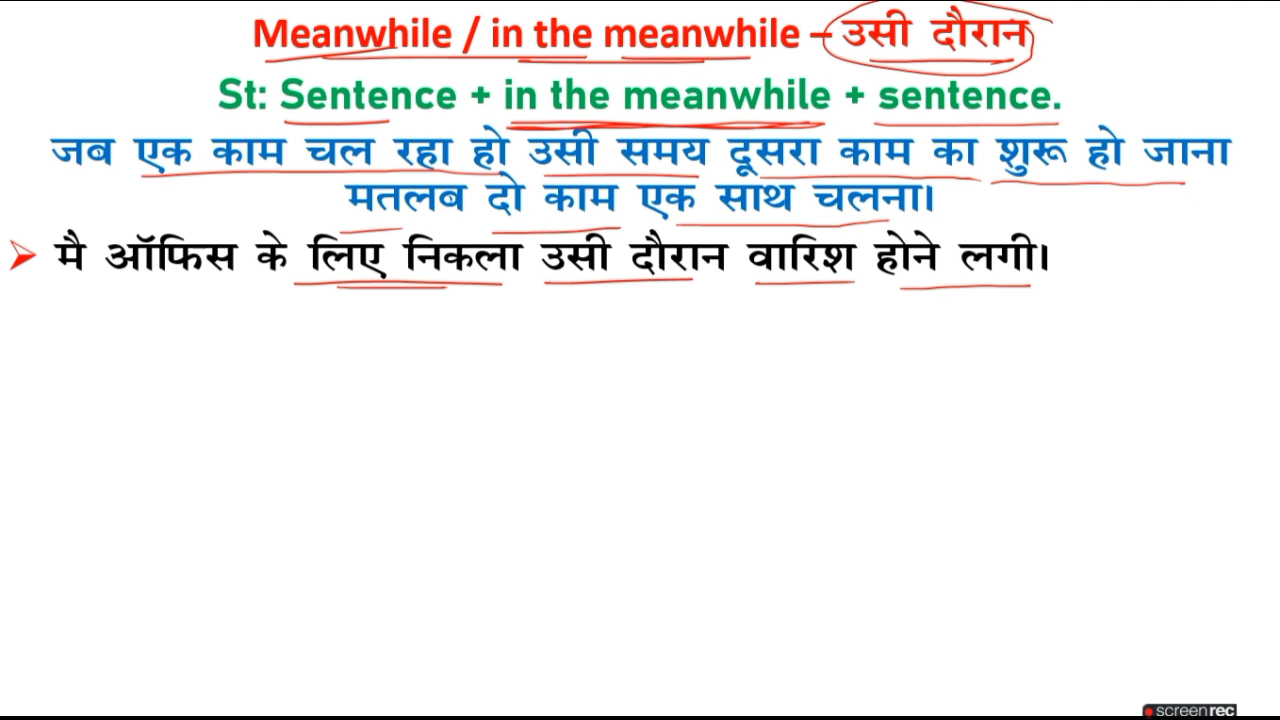 Meanwhile / in the meanwhile – उसी दौरान
St: Sentence + in the meanwhile + sentence.
जब एक काम चल रहा हो उसी समय दूसरा काम का शुरू हो जाना
मतलब दो काम एक साथ चलना।
मै ऑफिस के लिए निकला उसी दौरान वारिश होने लगी।
screenrec